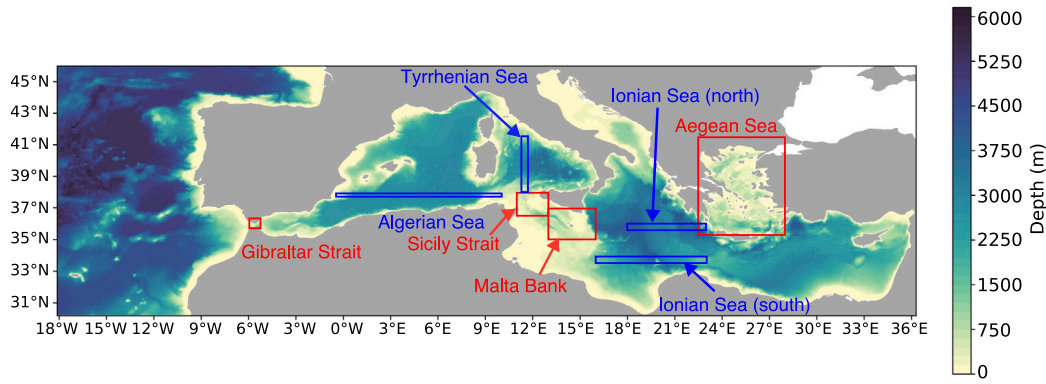 6000
5250
4500
3750
3000
2250
1500
750
0
Depth (m)
45°N
43°N
41°N
39°N
37°N
35°N
33°N
31°N
Tyrrhenian Sea
Ionian Sea (north)
Aegean Sea
Algerian Sea
Sicily Strait
Gibraltar Strait
Malta Bank
Ionian Sea (south)
18°W 15°W 12°W 9°W 6°W 3°W 0°W 3°E 6°E 9°E 12°E 15°E 18°E 21°E 24°E 27°E 30°E 33°E 36°E